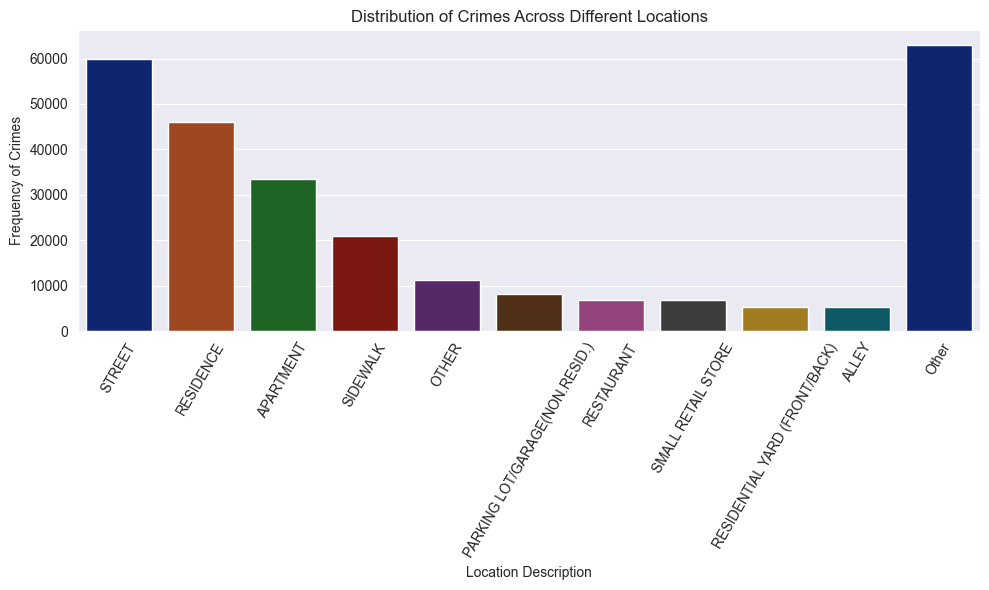 Distribution of Crimes Across Different Locations
Frequency of Crimes
60000
50000
40000
30000
20000
10000
0
STREET
RESIDENCE
APARTMENT
SIDEWALK
OTHER
PARKING LOT/GARAGE(NON.RESID.)
RESTAURANT
SMALL RETAIL STORE
RESIDENTIAL YARD (FRONT/BACK)
ALLEY
Other
Location Description